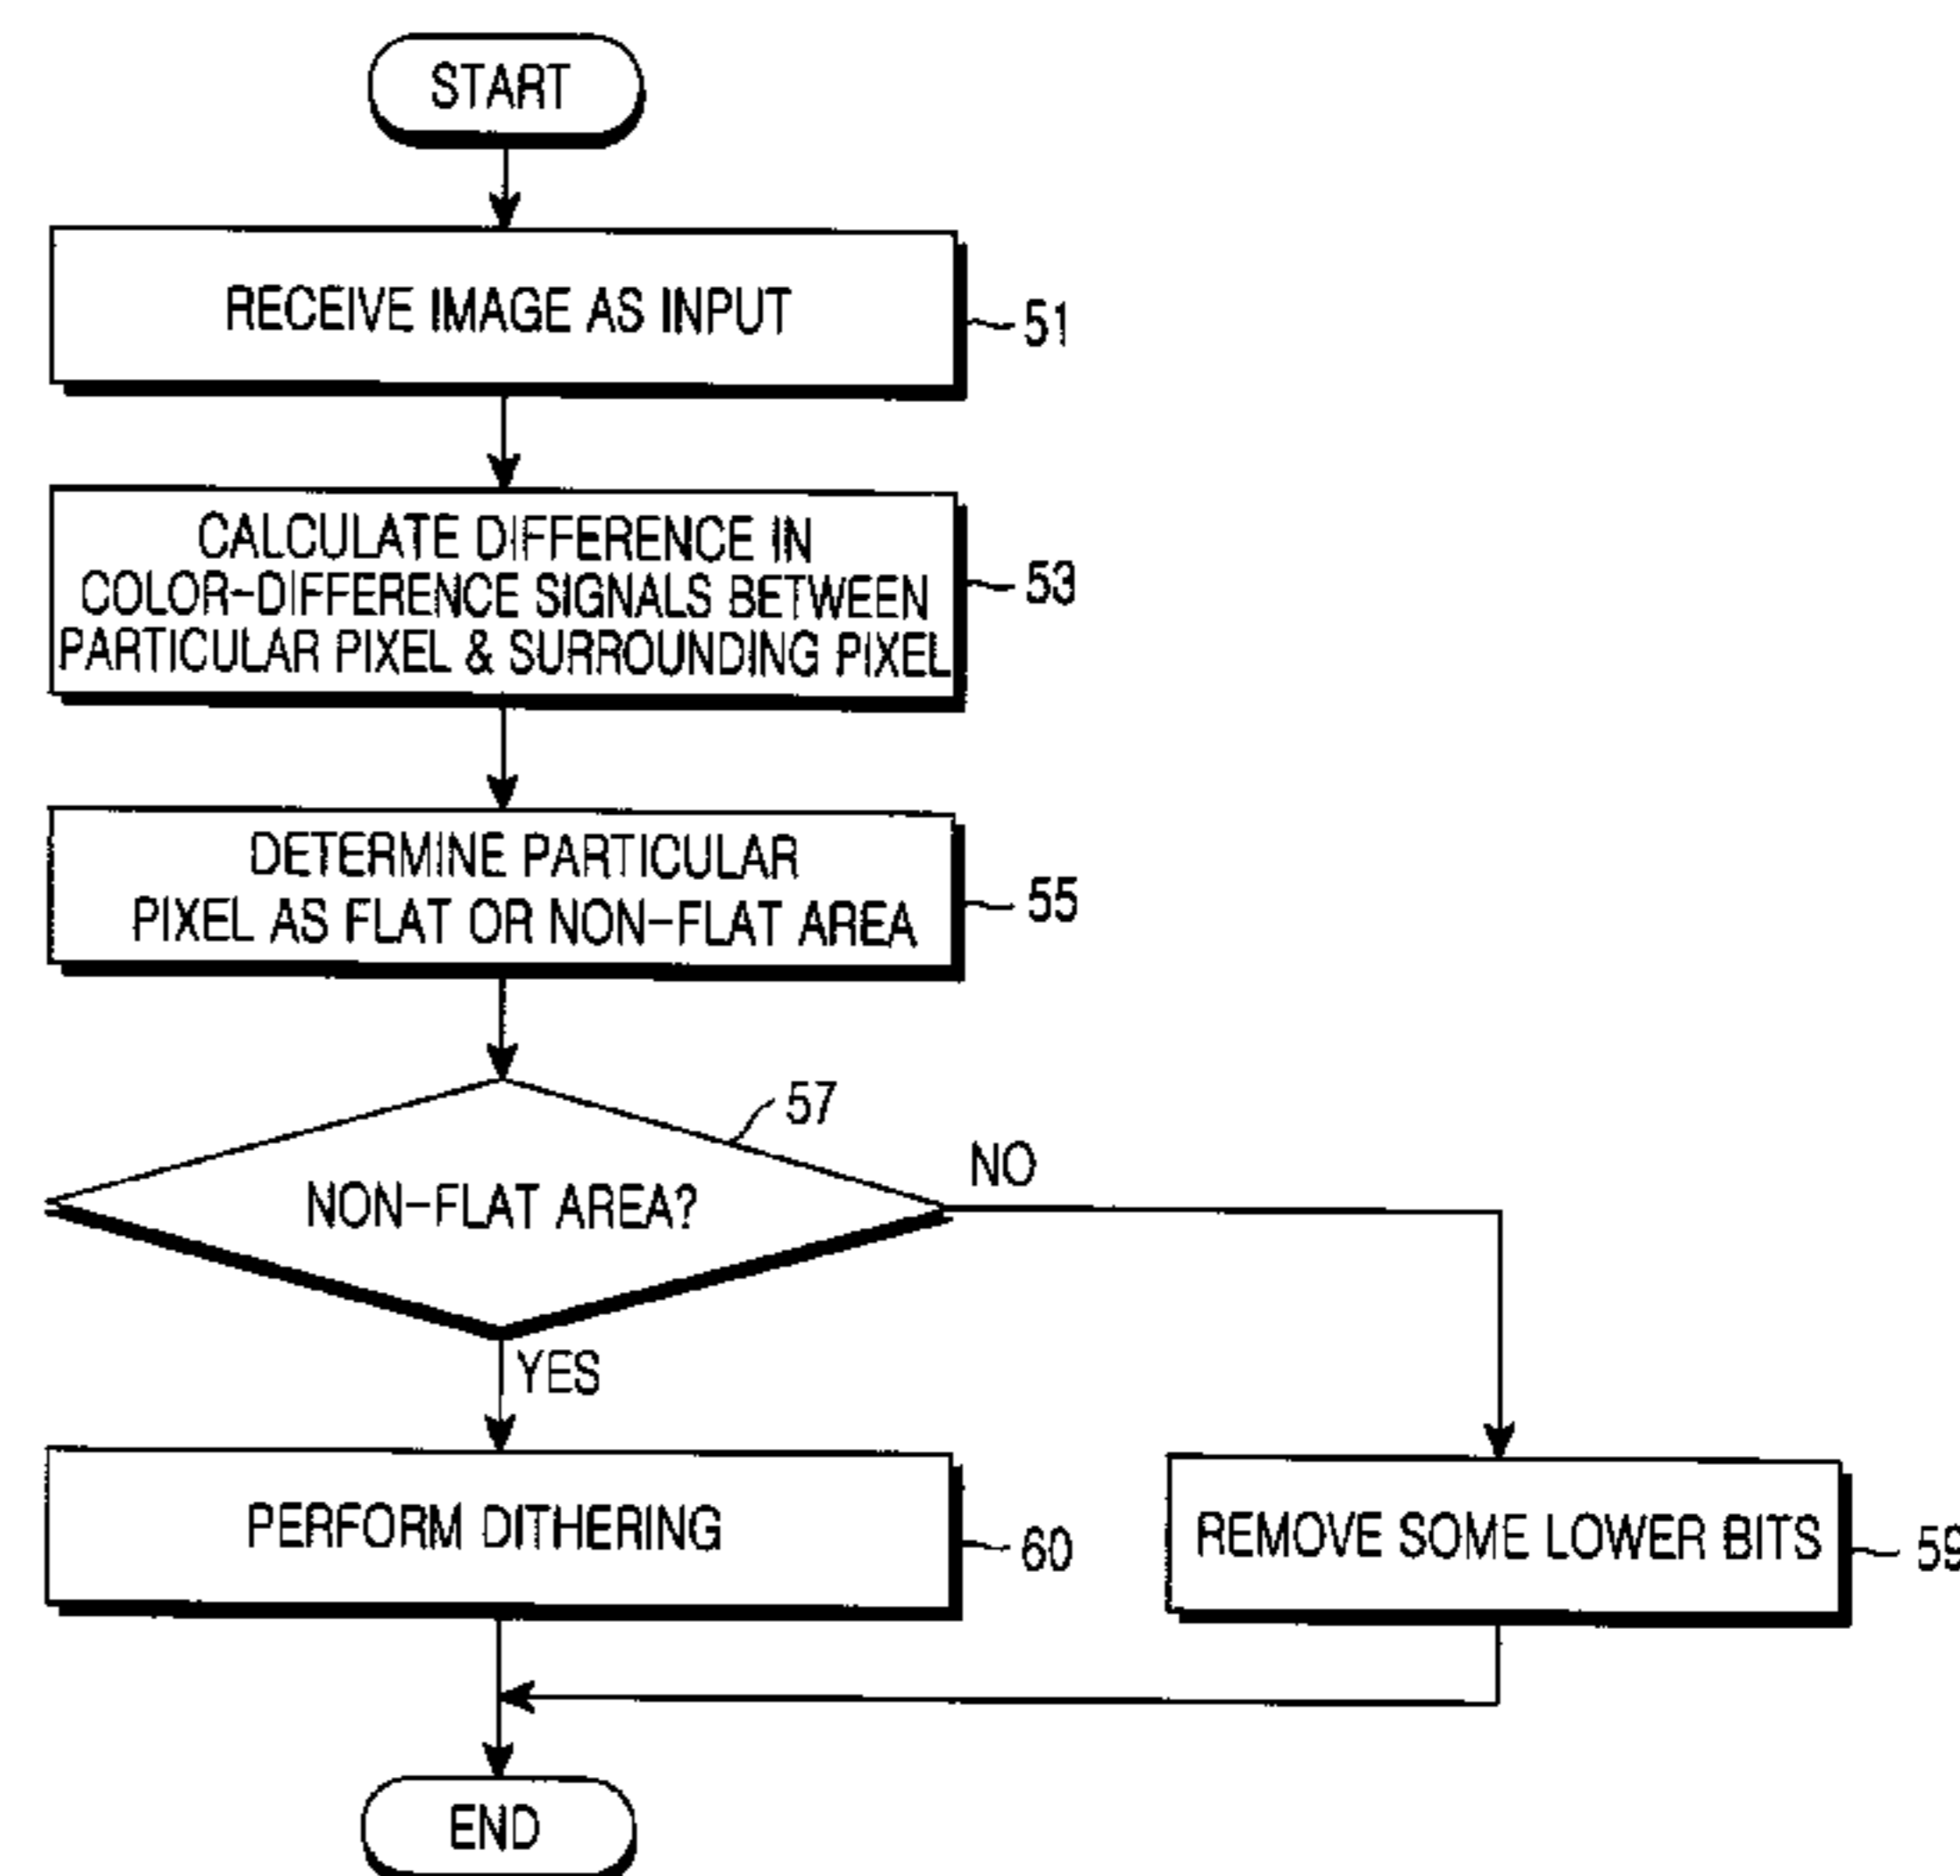 START
RECEIVE IMAGE AS INPUT
51
CALCULATE DIFFERENCE IN
COLOR-DIFFERENCE SIGNALS BETWEEN
PARTICULAR PIXEL & SURROUNDING PIXEL
53
DETERMINE PARTICULAR
PIXEL AS FLAT OR NON-FLAT AREA
55
57
NON-FLAT AREA?
NO
YES
PERFORM DITHERING
60
REMOVE SOME LOWER BITS
59
END